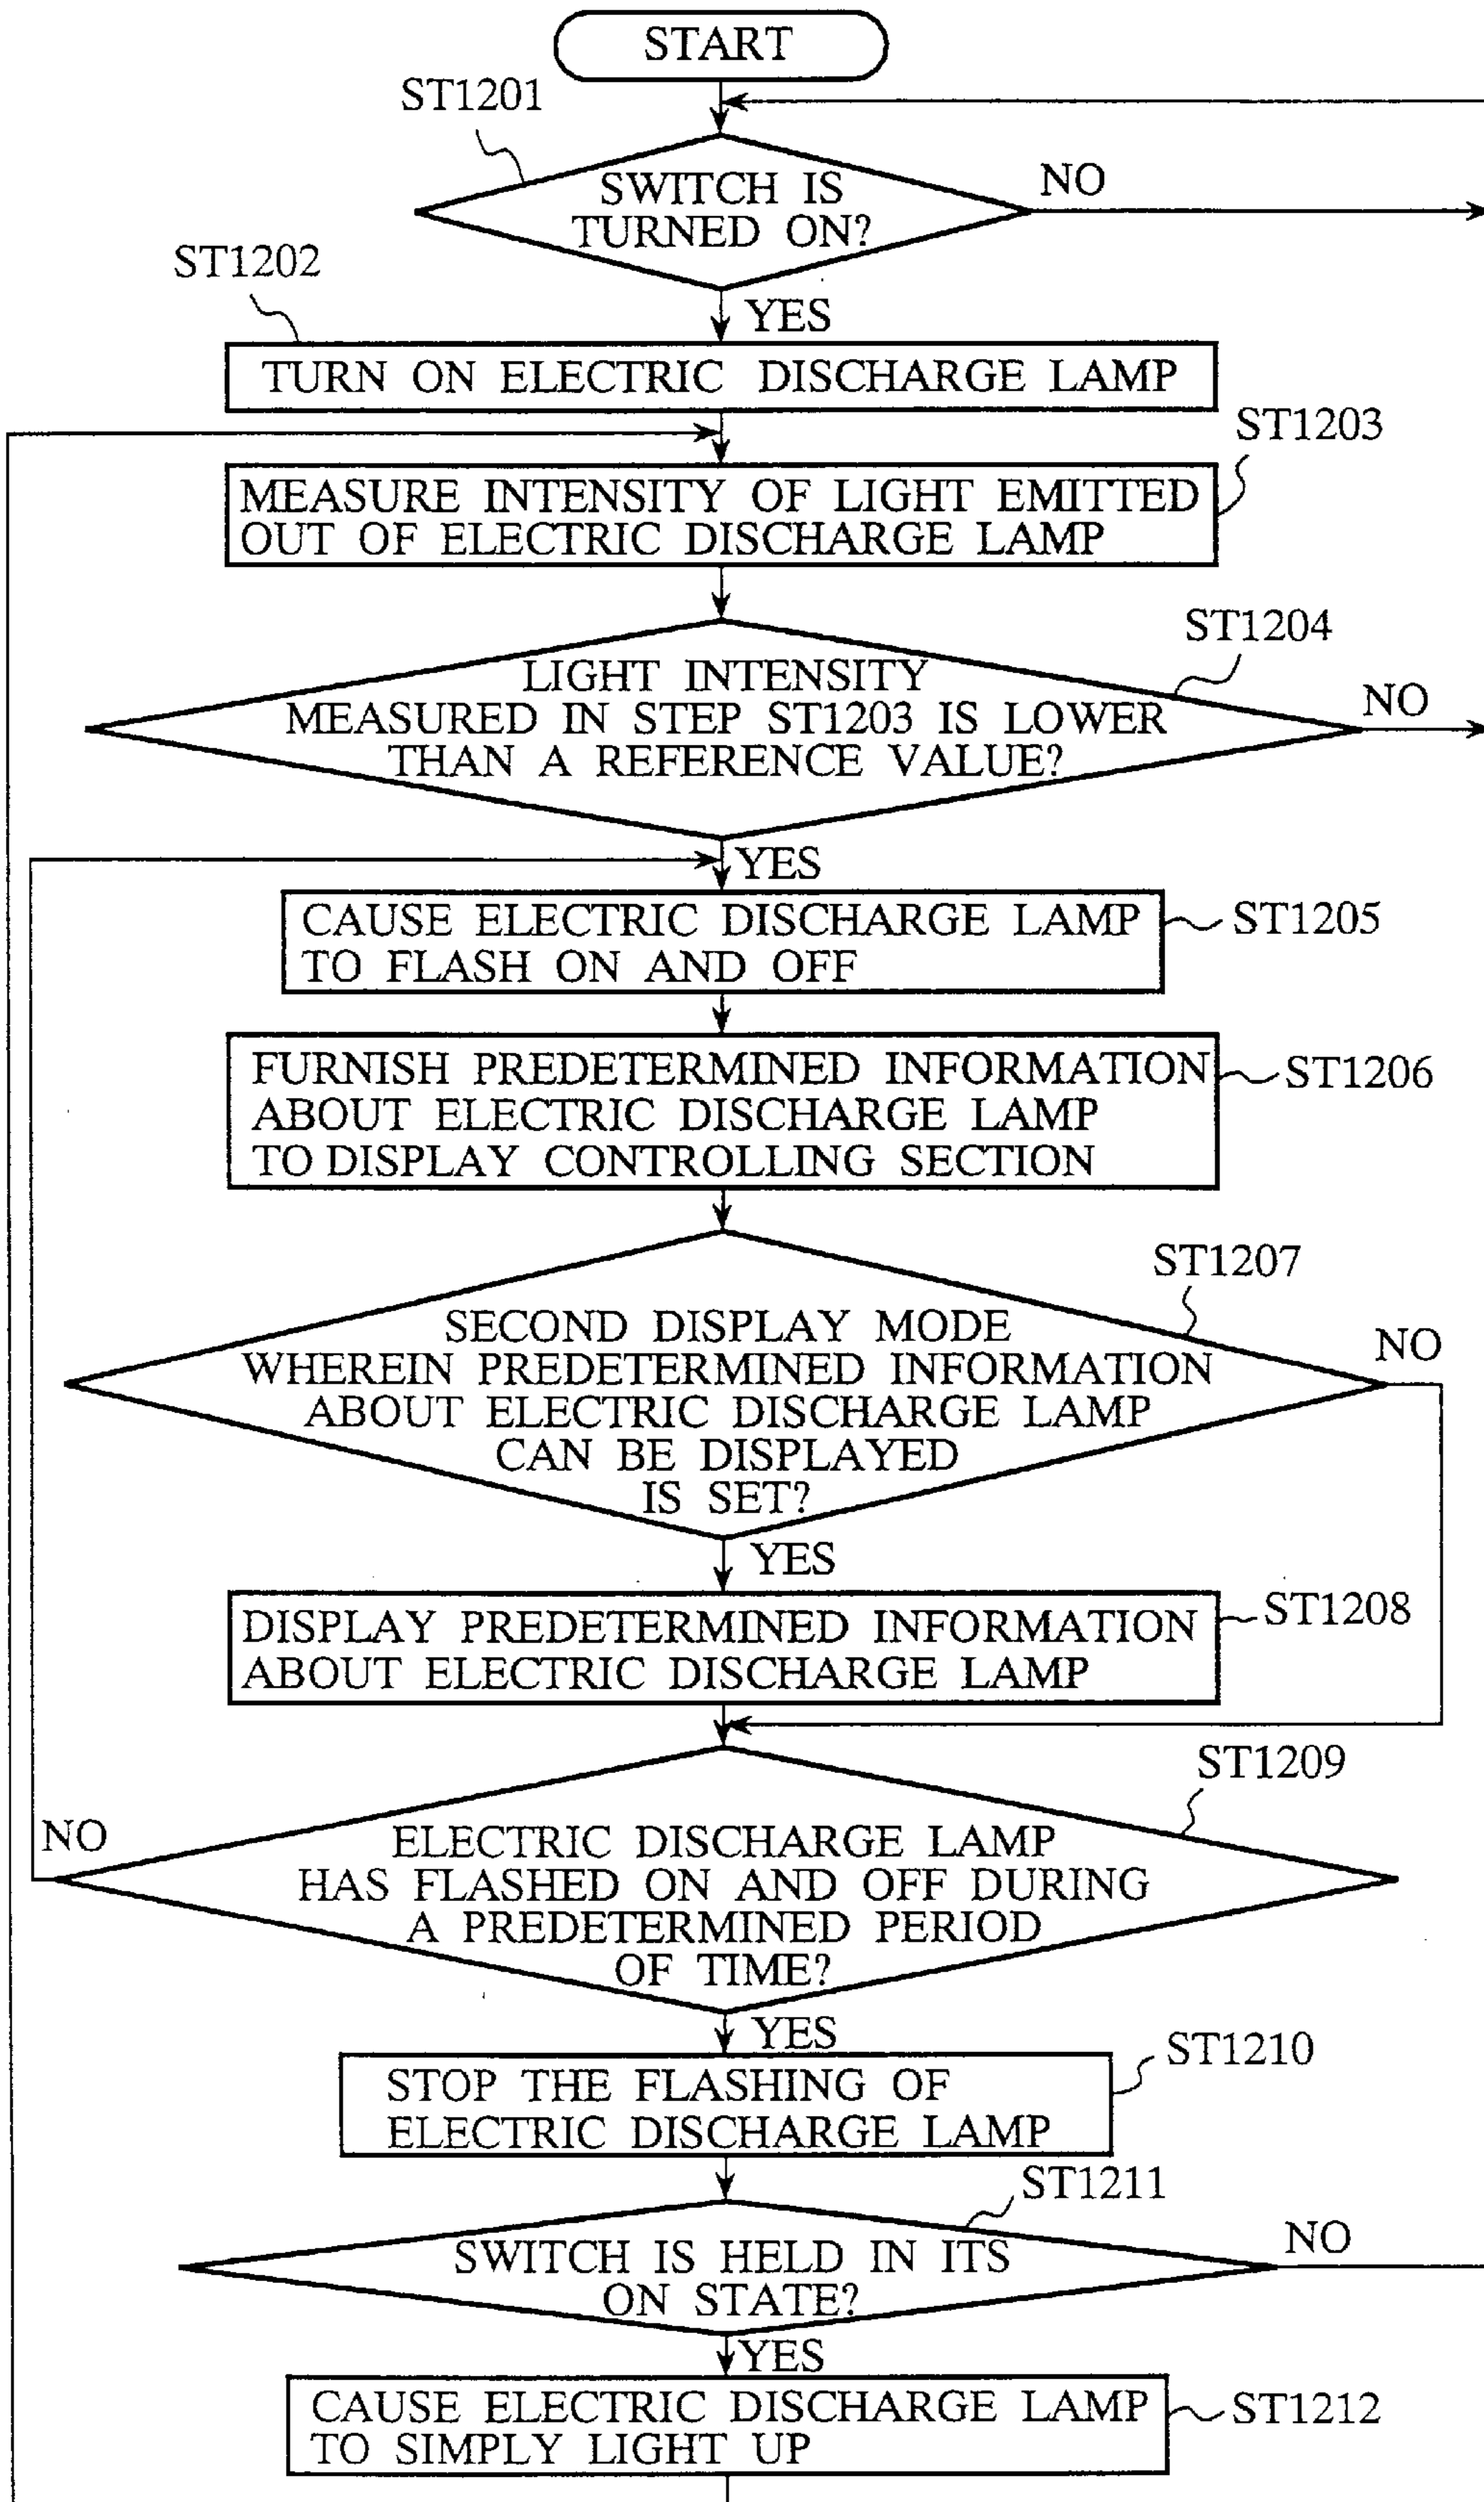 START
ST1201
SWITCH IS
TURNED ON?
NO
ST1202
YES
TURN ON ELECTRIC DISCHARGE LAMP
ST1203
MEASURE INTENSITY OF LIGHT EMITTED
OUT OF ELECTRIC DISCHARGE LAMP
ST1204
LIGHT INTENSITY
MEASURED IN STEP ST1203 IS LOWER
THAN A REFERENCE VALUE?
NO
YES
CAUSE ELECTRIC DISCHARGE LAMP
TO FLASH ON AND OFF
ST1205
FURNISH PREDETERMINED INFORMATION
ABOUT ELECTRIC DISCHARGE LAMP
TO DISPLAY CONTROLLING SECTION
ST1206
ST1207
SECOND DISPLAY MODE
WHEREIN PREDETERMINED INFORMATION
ABOUT ELECTRIC DISCHARGE LAMP
CAN BE DISPLAYED
IS SET?
NO
YES
DISPLAY PREDETERMINED INFORMATION
ABOUT ELECTRIC DISCHARGE LAMP
ST1208
ST1209
NO
ELECTRIC DISCHARGE LAMP
HAS FLASHED ON AND OFF DURING
A PREDETERMINED PERIOD
OF TIME?
YES
ST1210
STOP THE FLASHING OF
ELECTRIC DISCHARGE LAMP
ST1211
SWITCH IS HELD IN ITS
ON STATE?
NO
YES
CAUSE ELECTRIC DISCHARGE LAMP
TO SIMPLY LIGHT UP
ST1212